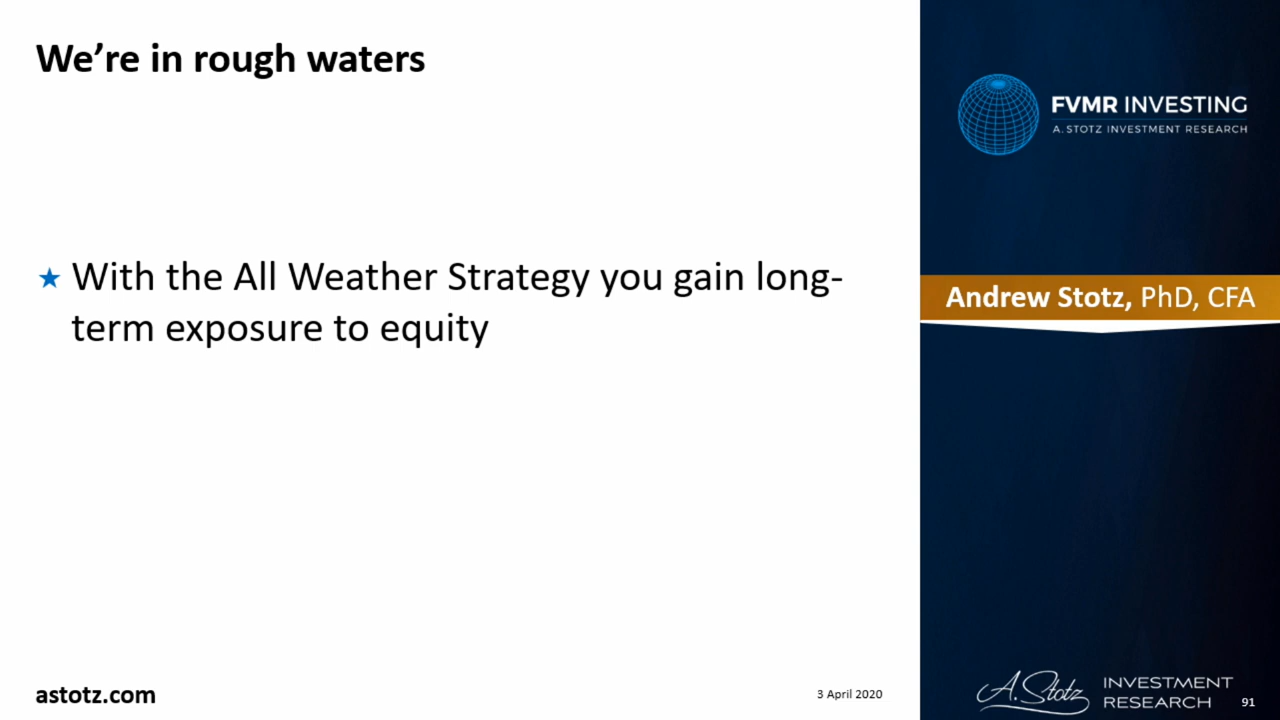 We’re in rough waters
★ With the All Weather Strategy you gain long-
term exposure to equity
astotz.com
3 April 2020
FVMR INVESTING
A. STOTZ INVESTMENT RESEARCH
Andrew Stotz, PhD, CFA
A. Stotz INVESTMENT
RESEARCH
91